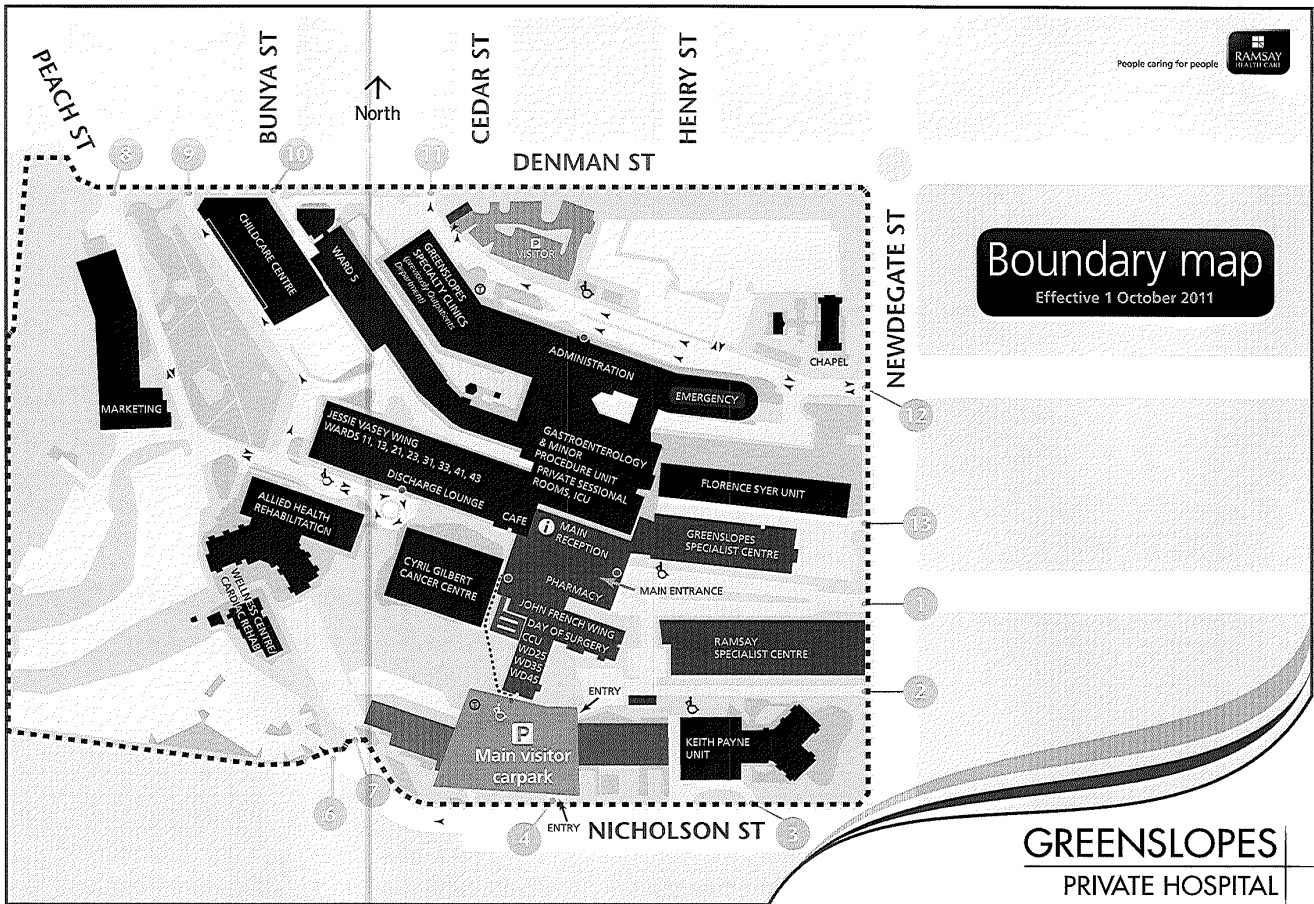 PEACH ST
BUNYA ST
North
CEDAR ST
HENRY ST
People caring for people
RAMSAY
HEALTH CARE
8
9
10
11
DENMAN ST
NEWDEGATE ST
Boundary map
Effective 1 October 2011
CHILDCARE CENTRE
WARD 5
GREENSLOPES
SPECIALTY CLINICS
(previously Outpatients
Department)
P
VISITOR
CHAPEL
ADMINISTRATION
EMERGENCY
12
MARKETING
JESSIE VASEY WING
WARDS 11, 13, 21, 23, 31, 33, 41, 43
DISCHARGE LOUNGE
CAFE
GASTROENTEROLOGY
& MINOR
PROCEDURE UNIT
PRIVATE SESSIONAL
ROOMS, ICU
FLORENCE SYER UNIT
13
ALLIED HEALTH
REHABILITATION
i
MAIN
RECEPTION
GREENSLOPES
SPECIALIST CENTRE
CYRIL GILBERT
CANCER CENTRE
PHARMACY
MAIN ENTRANCE
1
WELLNESS CENTRE/
CARDIAC REHAB
JOHN FRENCH WING
DAY OF SURGERY
CCU
WD25
WD35
WD45
RAMSAY
SPECIALIST CENTRE
2
ENTRY
P
Main visitor
carpark
KEITH PAYNE
UNIT
6
7
4
ENTRY
NICHOLSON ST
3
GREENSLOPES
PRIVATE HOSPITAL